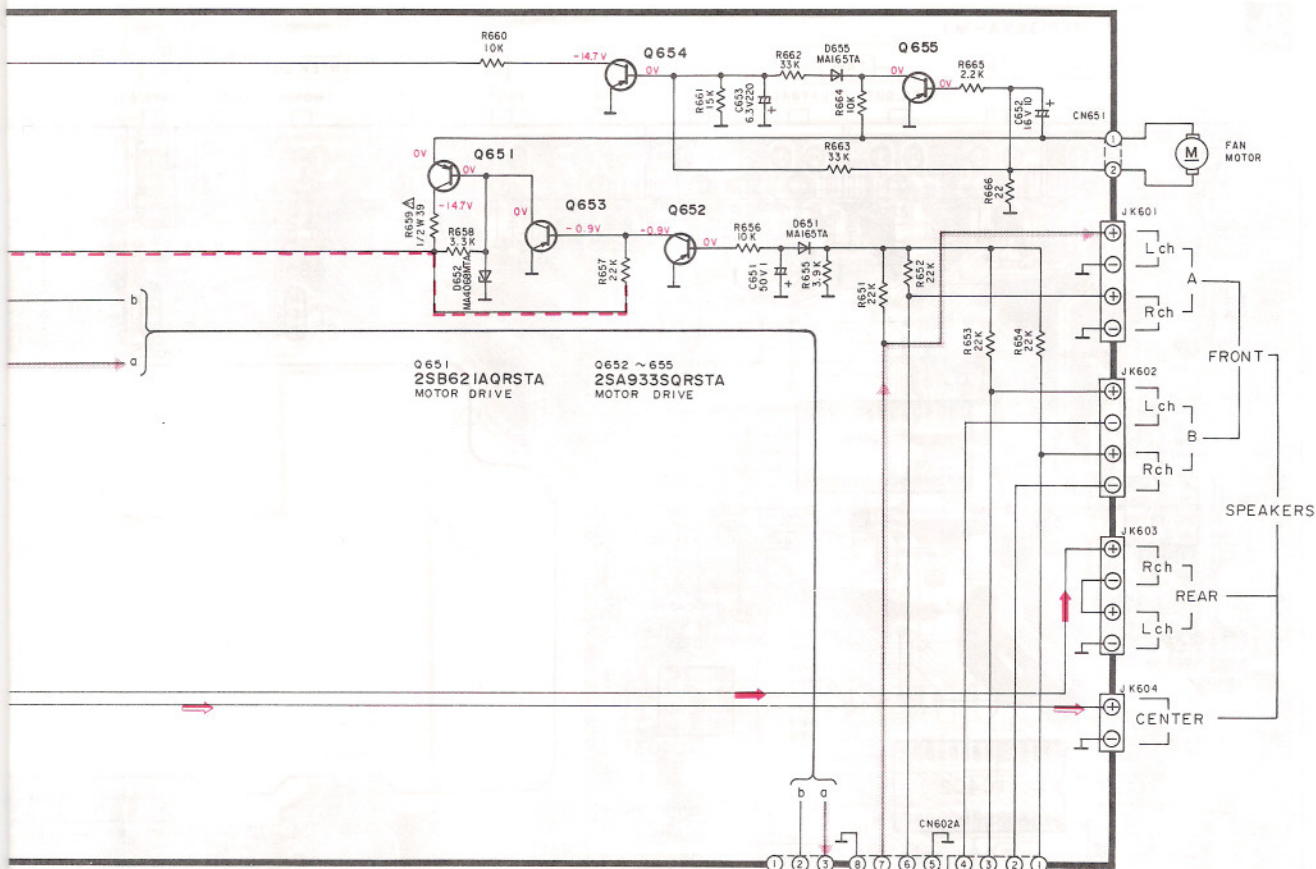 R660
10K
-14.7V
Q654
0V
R661
15K
C653
6.3V220
R662
33K
D655
MA165TA
R664
10K
Q655
0V
R665
2.2K
C652
16V10
CN651
1
2
M
FAN
MOTOR
R663
33K
R666
22
0V
Q651
0V
-14.7V
R659
1/2W39
R658
3.3K
D652
MA4068MTA
0V
Q653
-0.9V
R657
22K
Q652
-0.9V
0V
R656
10K
C651
50V1
D651
MA165TA
R655
3.9K
R651
22K
R652
22K
R653
22K
R654
22K
JK601
+
L ch
−
+
R ch
−
A
b
a
Q651
2SB621AQRSTA
MOTOR DRIVE
Q652 ~ 655
2SA933SQRSTA
MOTOR DRIVE
FRONT
JK602
+
L ch
−
+
Rch
−
B
SPEAKERS
JK603
+
Rch
−
+
Lch
−
REAR
JK604
+
−
CENTER
b a
CN602A
1 2 3 8 7 6 5 4 3 2 1